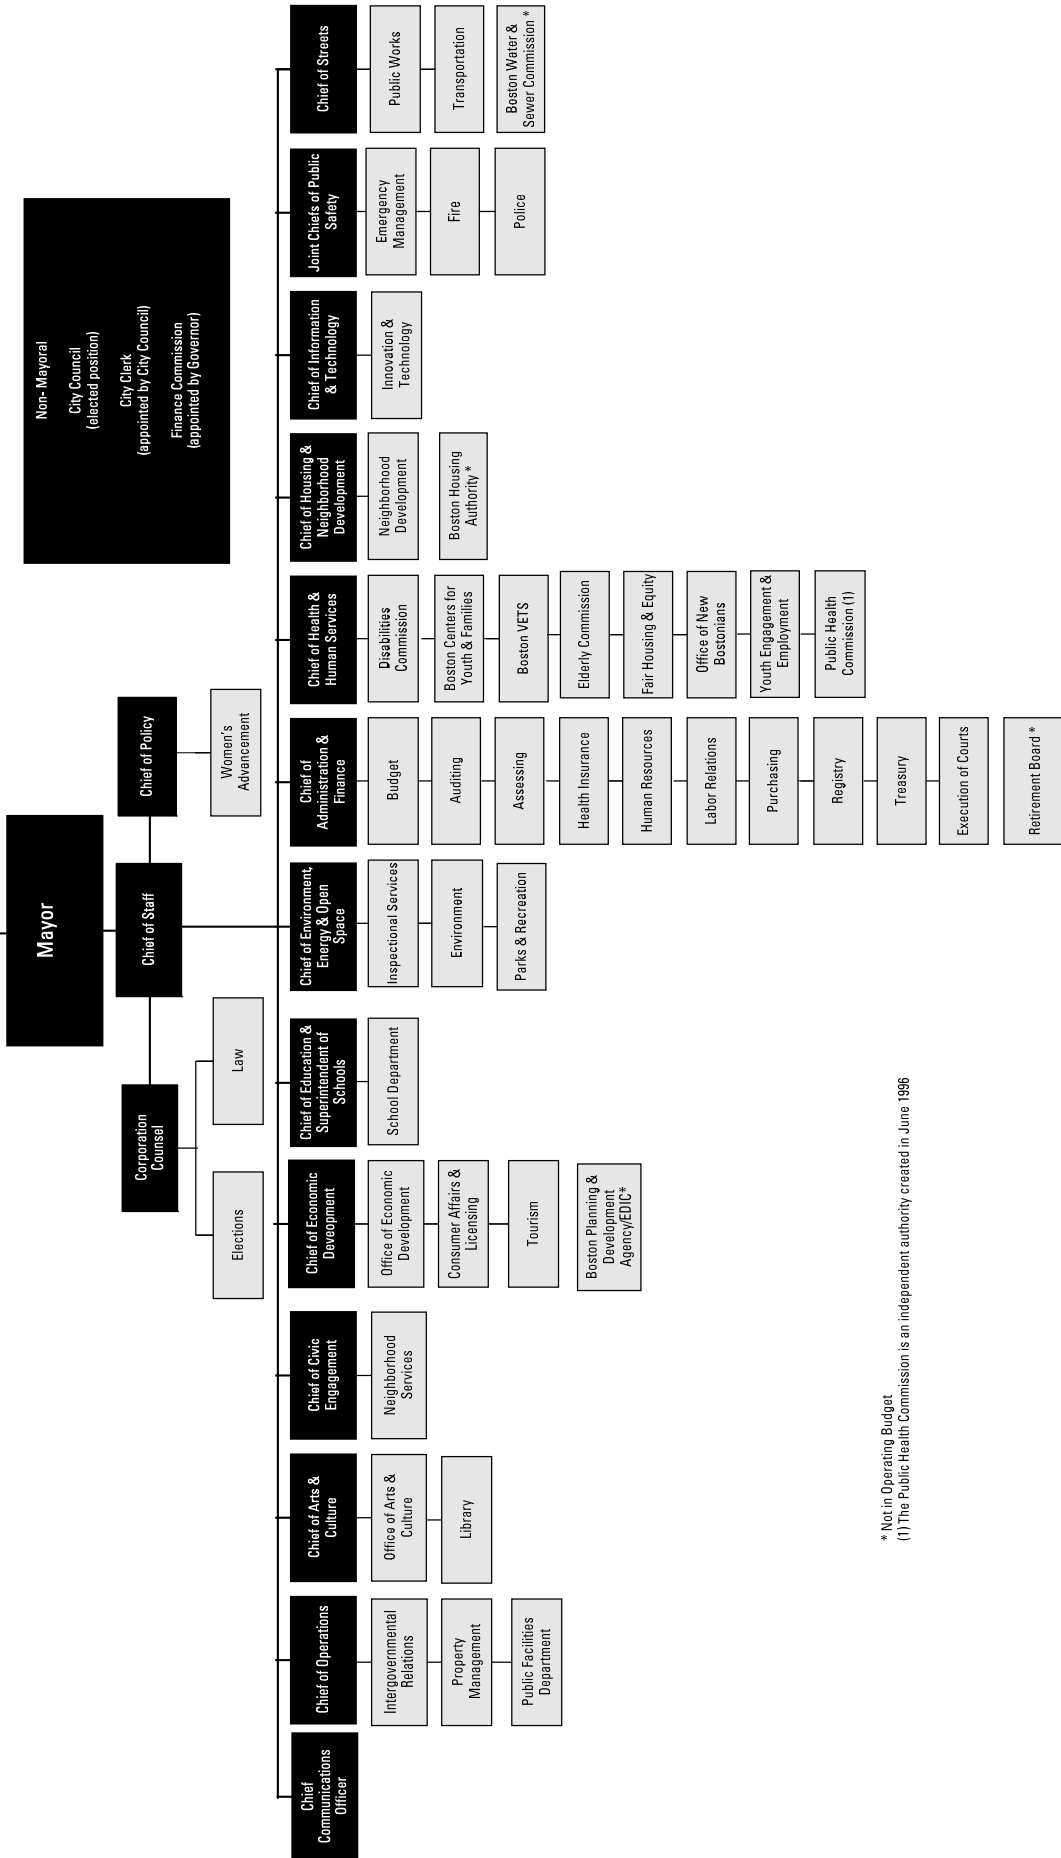 Mayor
Non- Mayoral
City Council
(elected position)
City Clerk
(appointed by City Council)
Finance Commission
(appointed by Governor)
Corporation
Counsel
Chief of Staff
Chief of Policy
Elections
Law
Women's
Advancement
Chief
Communications
Officer
Chief of Operations
Intergovernmental
Relations
Property
Management
Public Facilities
Department
Chief of Arts &
Culture
Office of Arts &
Culture
Library
Chief of Civic
Engagement
Neighborhood
Services
Chief of Economic
Deveopment
Office of Economic
Development
Consumer Affairs &
Licensing
Tourism
Boston Planning &
Development
Agency/EDIC*
Chief of Education &
Superintendent of
Schools
School Department
Chief of Environment,
Energy & Open
Space
Inspectional Services
Environment
Parks & Recreation
Chief of
Administration &
Finance
Budget
Auditing
Assessing
Health Insurance
Human Resources
Labor Relations
Purchasing
Registry
Treasury
Execution of Courts
Retirement Board *
Chief of Health &
Human Services
Disabilities
Commission
Boston Centers for
Youth & Families
Boston VETS
Elderly Commission
Fair Housing & Equity
Office of New
Bostonians
Youth Engagement &
Employment
Public Health
Commission (1)
Chief of Housing &
Neighborhood
Development
Neighborhood
Development
Boston Housing
Authority *
Chief of Information
& Technology
Innovation &
Technology
Joint Chiefs of Public
Safety
Emergency
Management
Fire
Police
Chief of Streets
Public Works
Transportation
Boston Water &
Sewer Commission *
* Not in Operating Budget
(1) The Public Health Commission is an independent authority created in June 1996